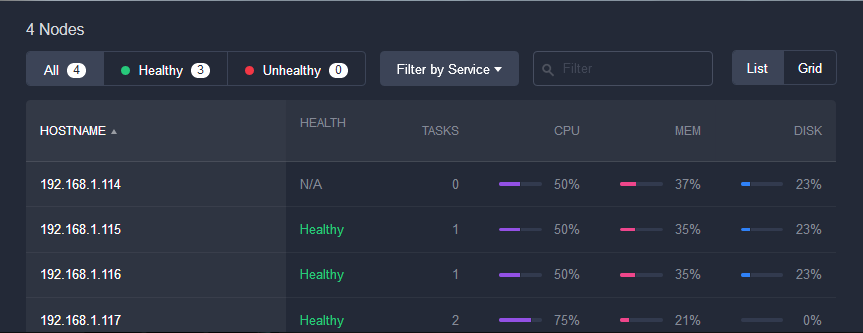 4 Nodes
All 4 Healthy 3 Unhealthy 0 Filter by Service Filter List Grid
HOSTNAME HEALTH TASKS CPU MEM DISK
192.168.1.114 N/A 0 50% 37% 23%
192.168.1.115 Healthy 1 50% 35% 23%
192.168.1.116 Healthy 1 50% 35% 23%
192.168.1.117 Healthy 2 75% 21% 0%